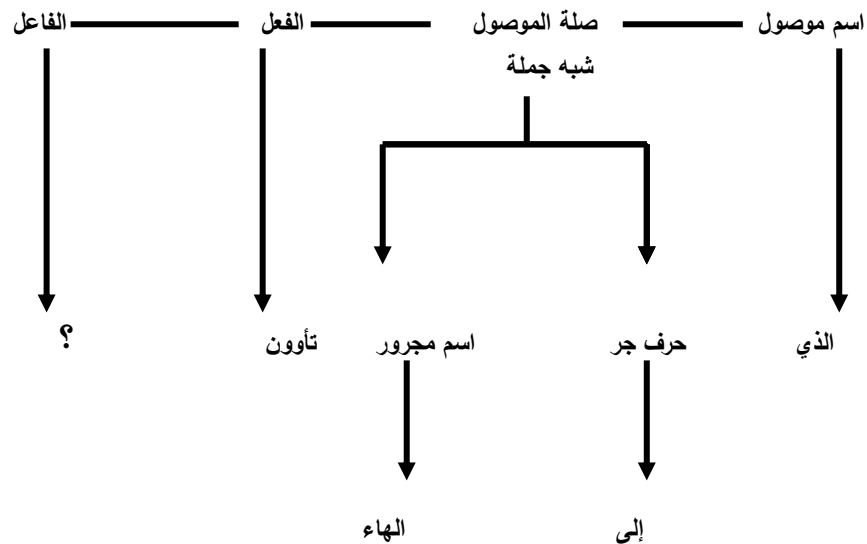 اسم موصول صلة الموصول الفعل الفاعل
شبه جملة
الذي حرف جر اسم مجرور تأوون ؟
إلى الهاء